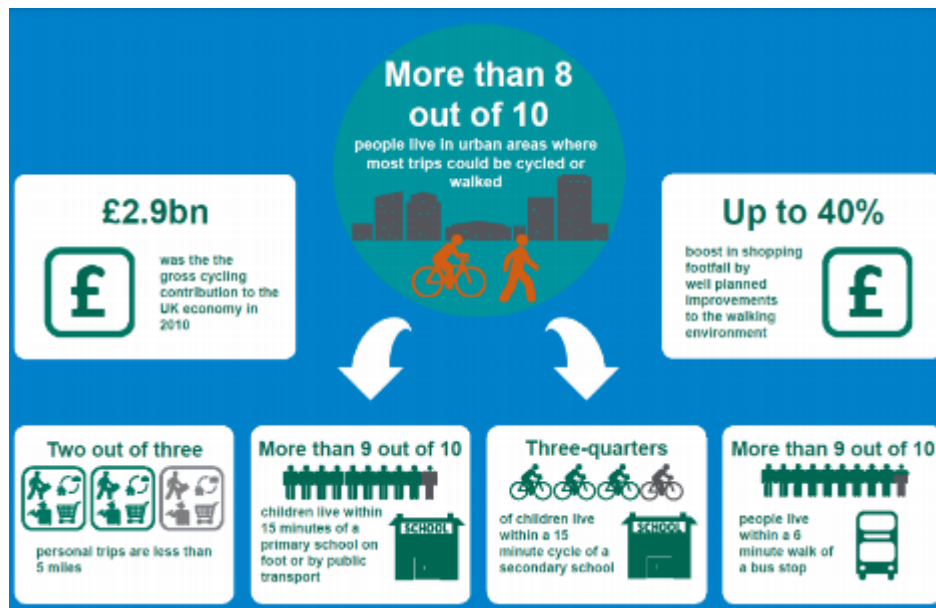 More than 8
out of 10
people live in urban areas where
most trips could be cycled or
walked
£2.9bn
£
was the the
gross cycling
contribution to the
UK economy in
2010
Up to 40%
boost in shopping
footfall by
well planned
improvements
to the walking
environment
£
Two out of three
personal trips are less than
5 miles
More than 9 out of 10
children live within
15 minutes of a
primary school on
foot or by public
transport
SCHOOL
Three-quarters
of children live
within a 15
minute cycle of a
secondary school
SCHOOL
More than 9 out of 10
people live
within a 6
minute walk of
a bus stop